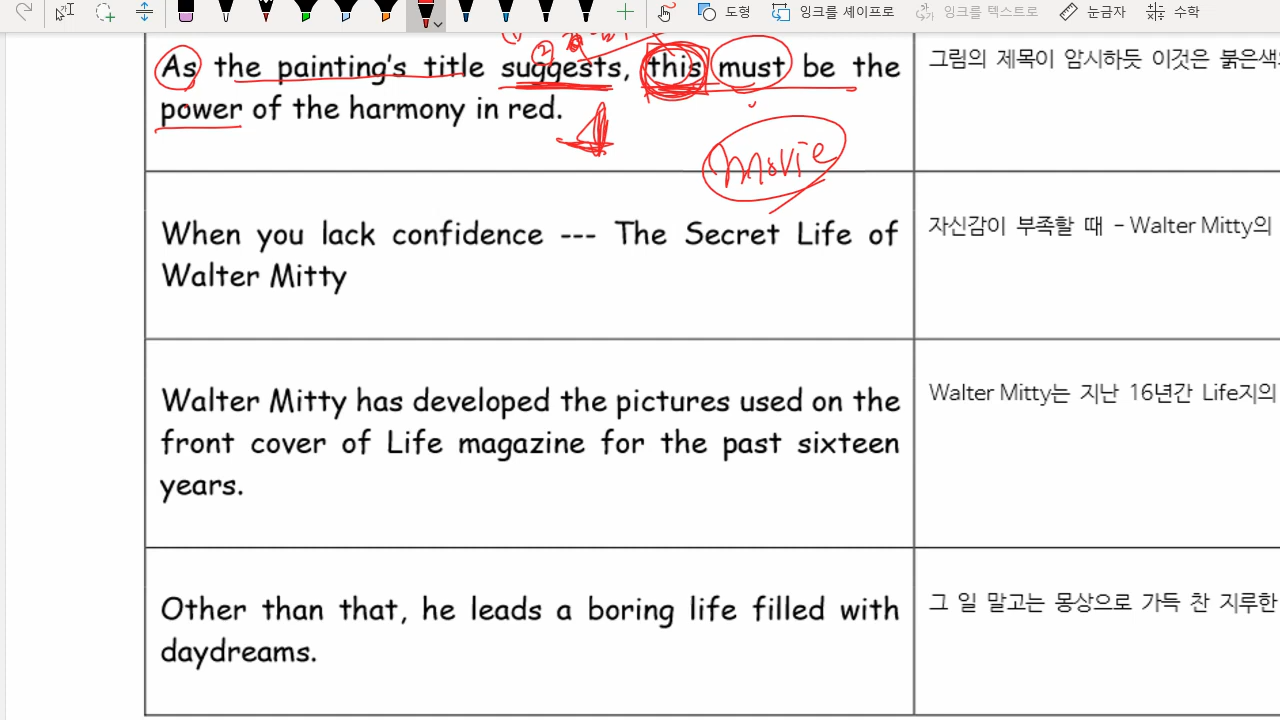 도형 잉크를 셰이프로 잉크를 텍스트로 눈금자 수학
① ②
As the painting's title suggests, this must be the
power of the harmony in red.
그림의 제목이 암시하듯 이것은 붉은색
movie
When you lack confidence --- The Secret Life of
Walter Mitty
자신감이 부족할 때 – Walter Mitty의
Walter Mitty has developed the pictures used on the
front cover of Life magazine for the past sixteen
years.
Walter Mitty는 지난 16년간 Life지의
Other than that, he leads a boring life filled with
daydreams.
그 일 말고는 몽상으로 가득 찬 지루한